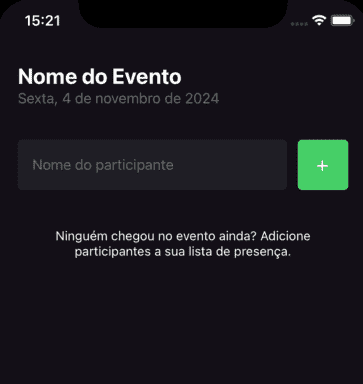 15:21
Nome do Evento
Sexta, 4 de novembro de 2024
Nome do participante
+
Ninguém chegou no evento ainda? Adicione
participantes a sua lista de presença.